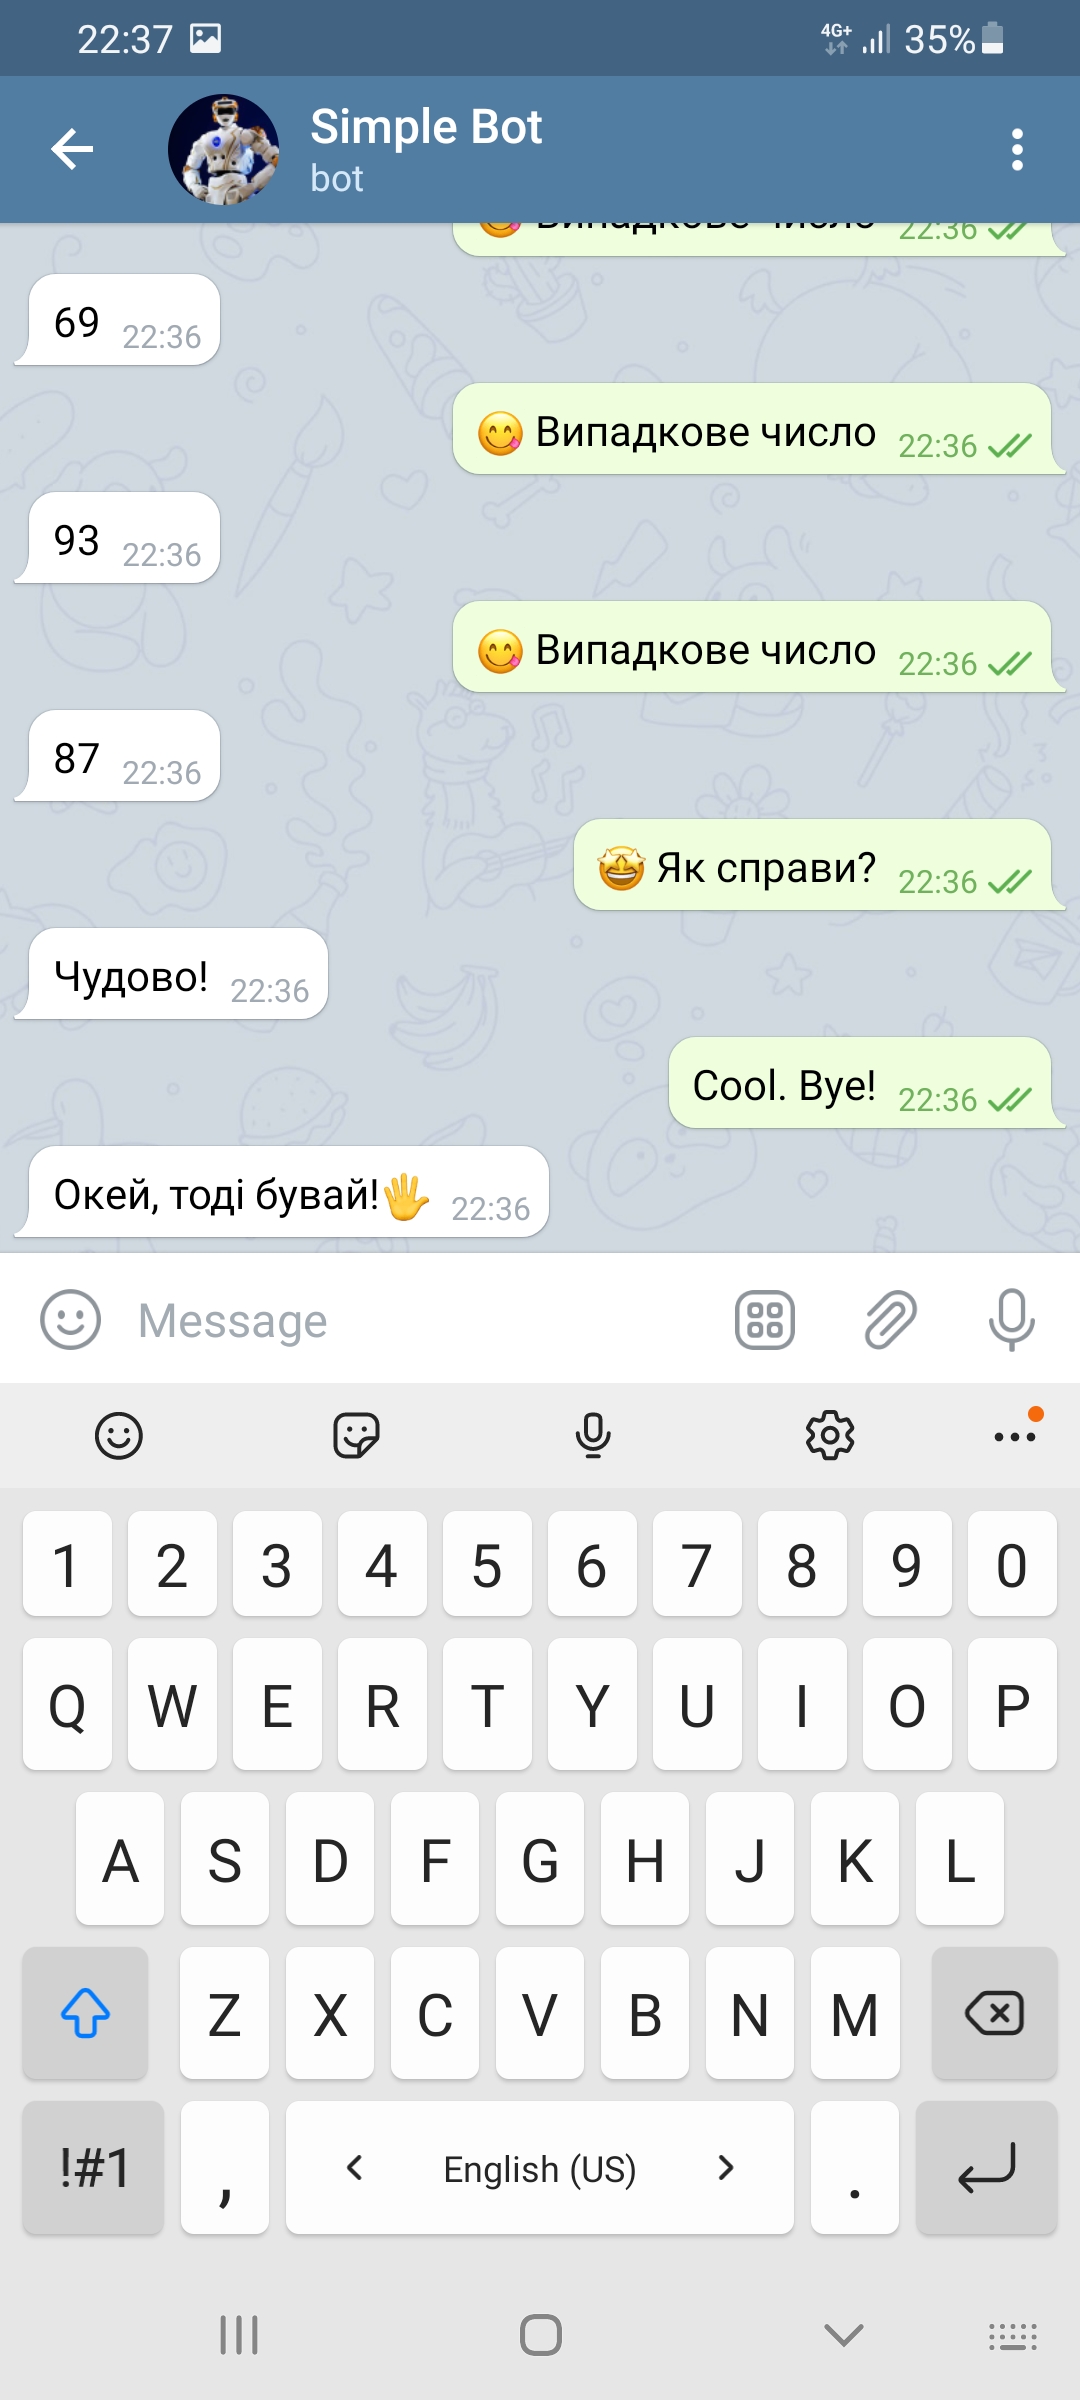 22:37 4G+ 35%
Simple Bot
bot
😋 Випадкове число 22:36
69 22:36
😋 Випадкове число 22:36
93 22:36
😋 Випадкове число 22:36
87 22:36
🤩 Як справи? 22:36
Чудово! 22:36
Cool. Bye! 22:36
Окей, тоді бувай!🖐 22:36
Message
1 2 3 4 5 6 7 8 9 0
Q W E R T Y U I O P
A S D F G H J K L
Z X C V B N M
!#1 , < English (US) > .